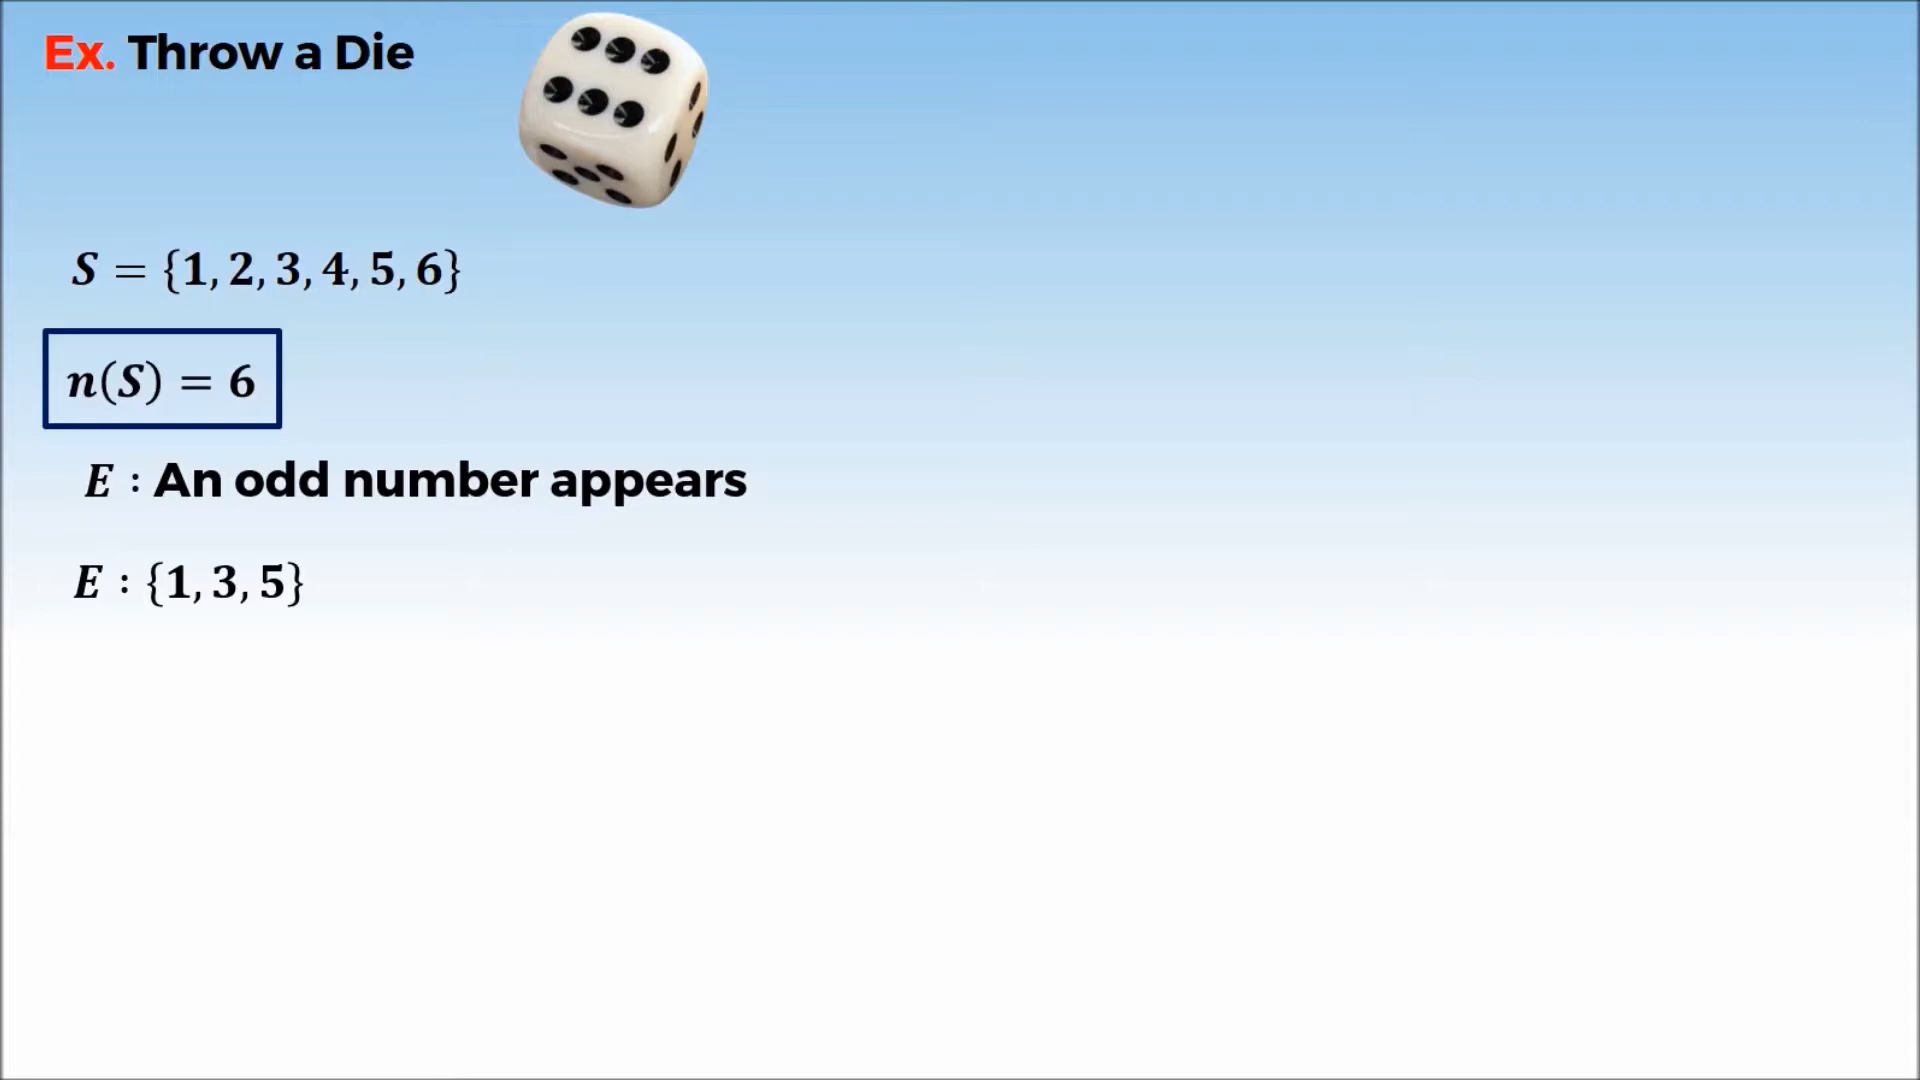 Ex. Throw a Die
S = {1, 2, 3, 4, 5, 6}
n(S) = 6
E : An odd number appears
E : {1, 3, 5}